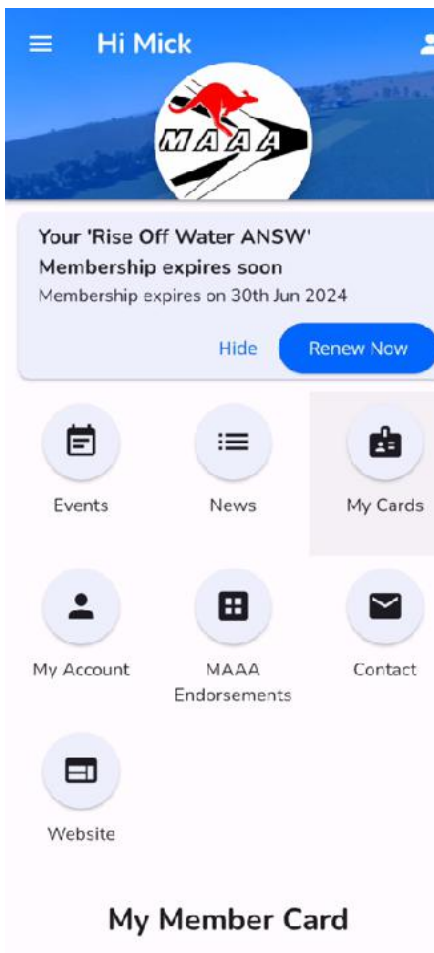 Hi Mick
MAAA
Your 'Rise Off Water ANSW'
Membership expires soon
Membership expires on 30th Jun 2024
Hide Renew Now
Events News My Cards
My Account MAAA Contact
Endorsements
Website
My Member Card